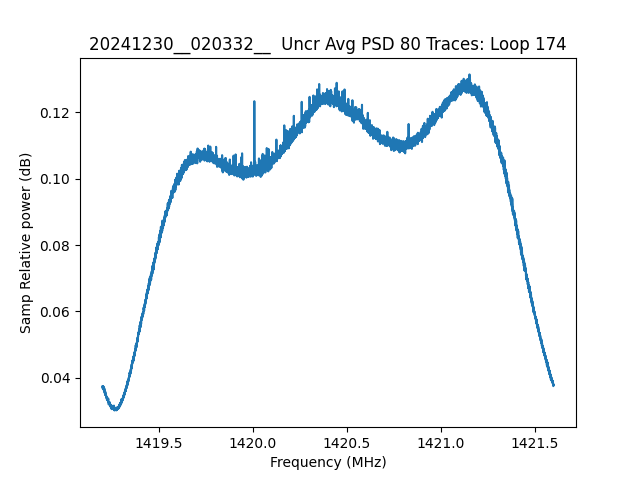 20241230__020332__  Uncr Avg PSD 80 Traces: Loop 174
Samp Relative power (dB)
0.12
0.10
0.08
0.06
0.04
1419.5 1420.0 1420.5 1421.0 1421.5
Frequency (MHz)